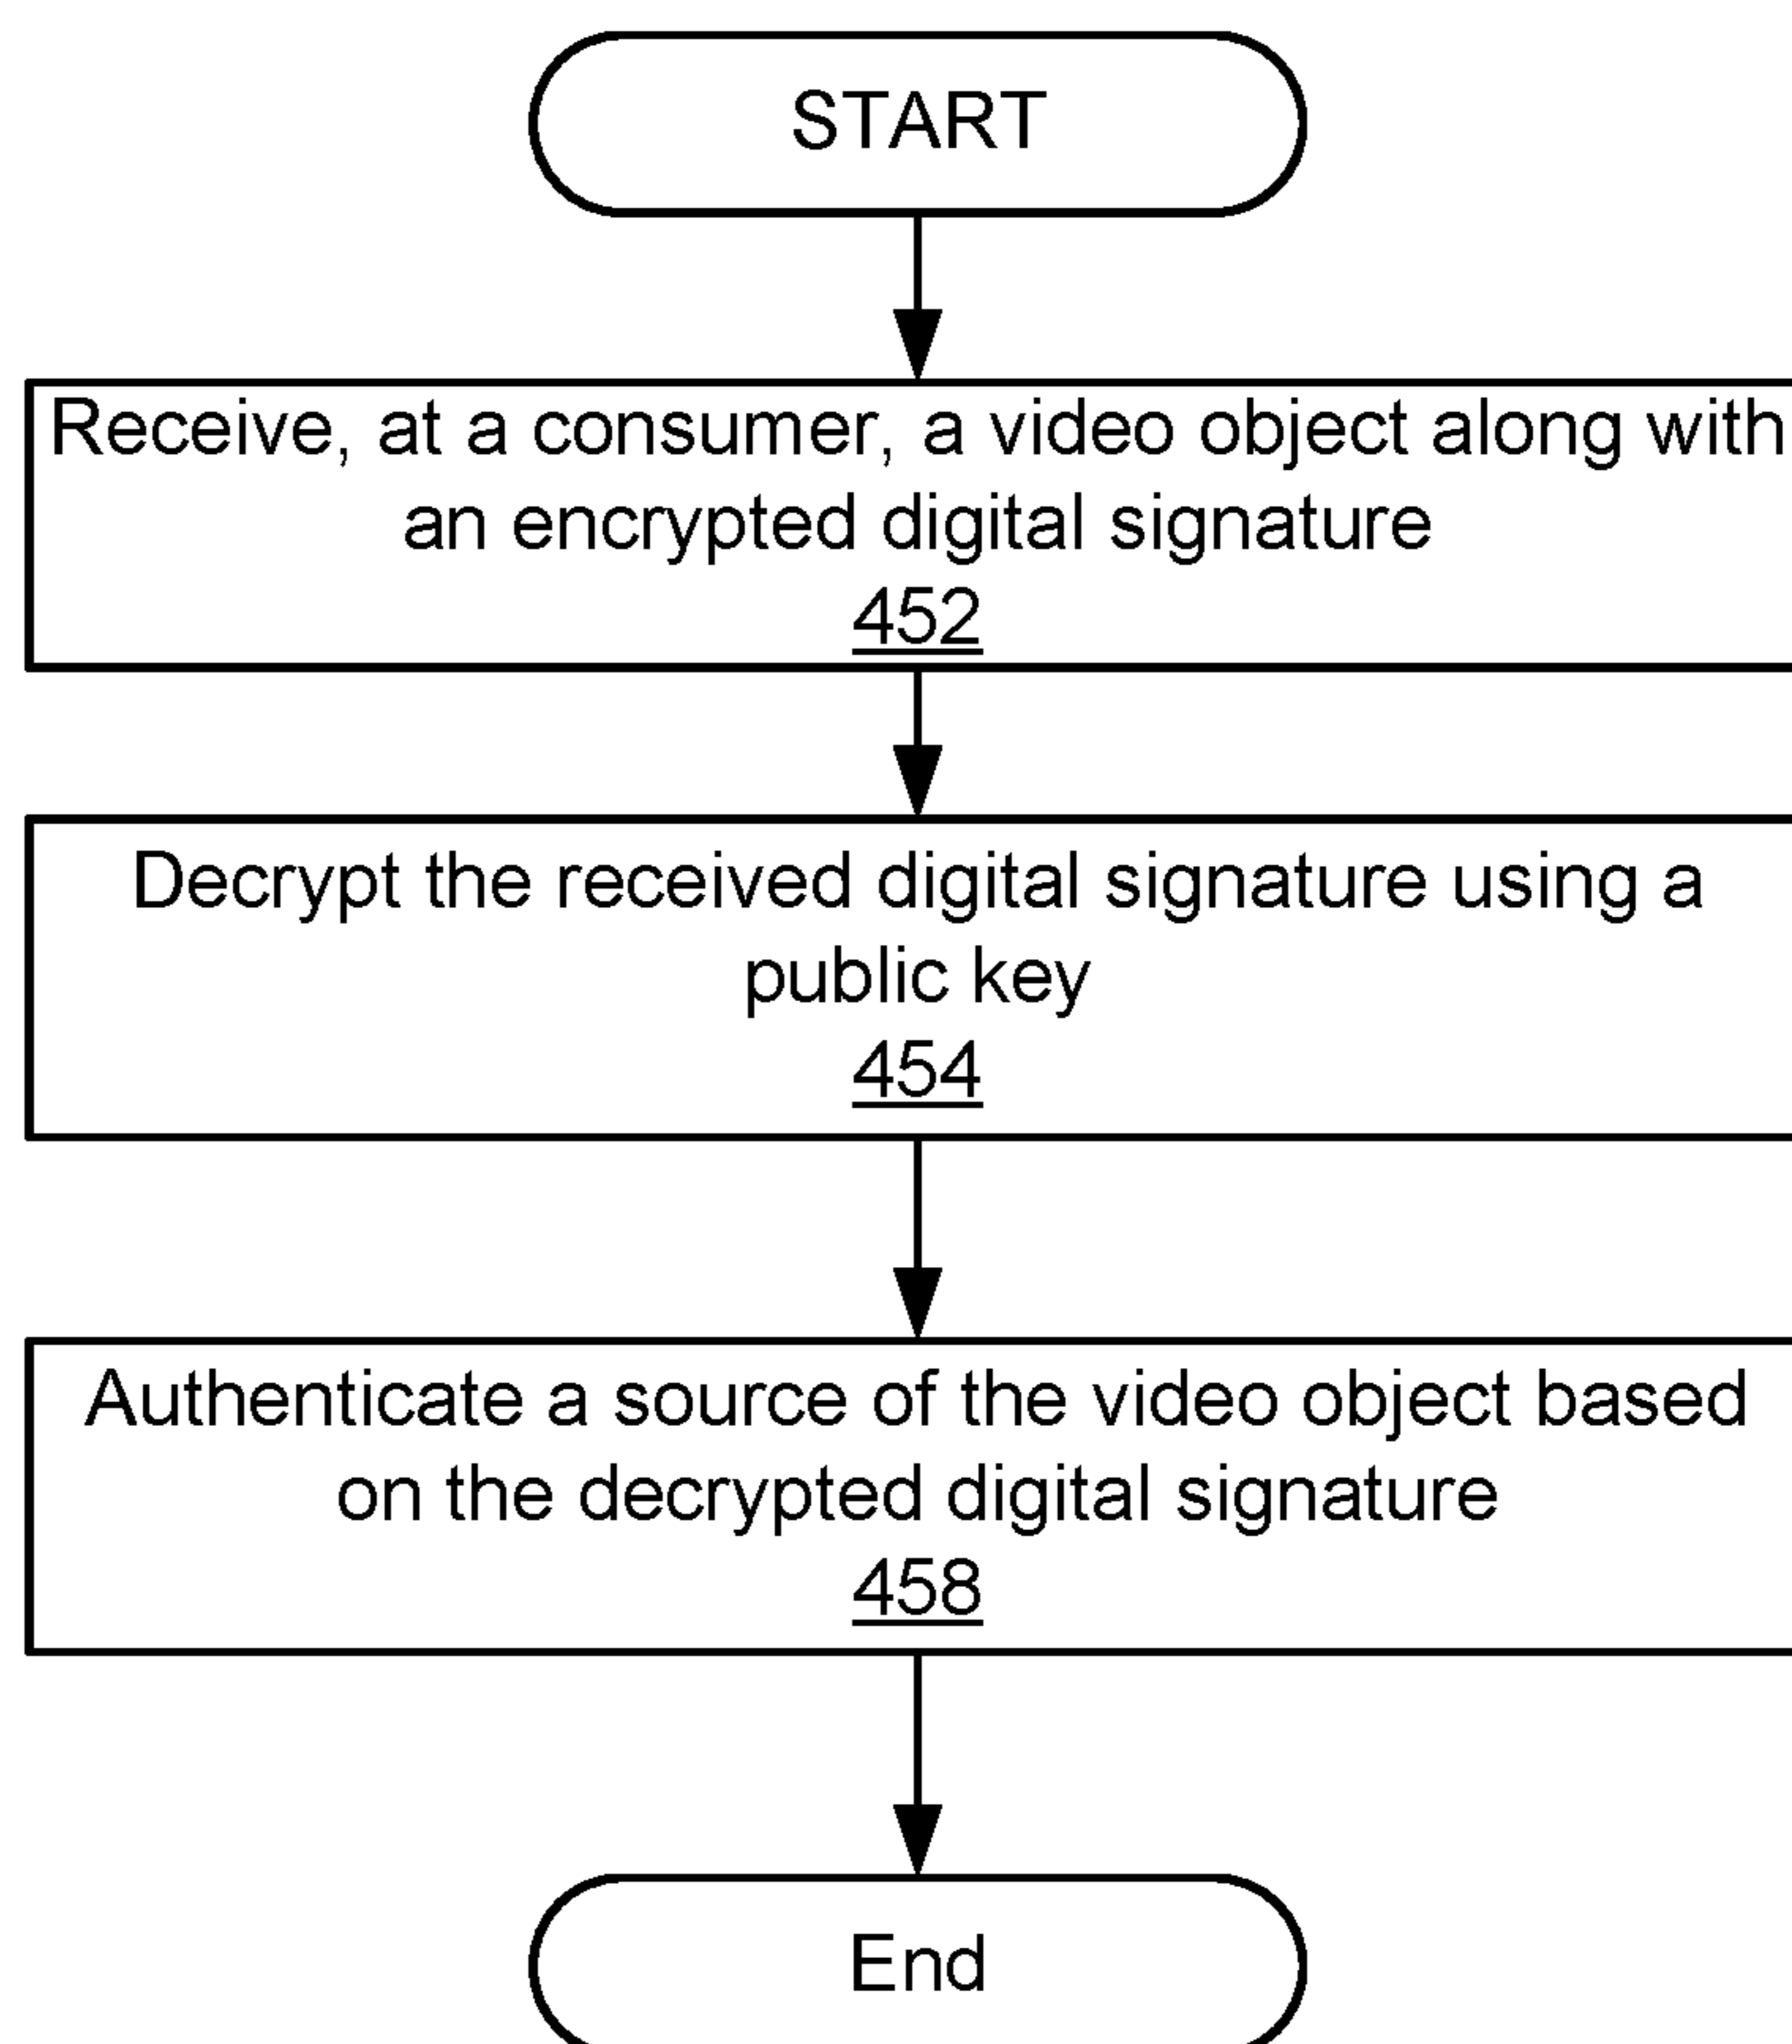 START
Receive, at a consumer, a video object along with
an encrypted digital signature
452
Decrypt the received digital signature using a
public key
454
Authenticate a source of the video object based
on the decrypted digital signature
458
End